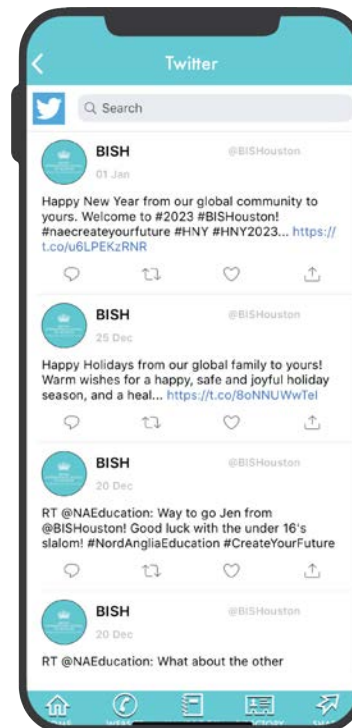 Twitter
Search
BISH @BISHouston
01 Jan
Happy New Year from our global community to
yours. Welcome to #2023 #BISHouston!
#naecreateyourfuture #HNY #HNY2023... https://
t.co/u6LPEKzRNR
BISH @BISHouston
25 Dec
Happy Holidays from our global family to yours!
Warm wishes for a happy, safe and joyful holiday
season, and a heal... https://t.co/8oNNUWwTel
BISH @BISHouston
20 Dec
RT @NAEducation: Way to go Jen from
@BISHouston! Good luck with the under 16's
slalom! #NordAngliaEducation #CreateYourFuture
BISH @BISHouston
20 Dec
RT @NAEducation: What about the other